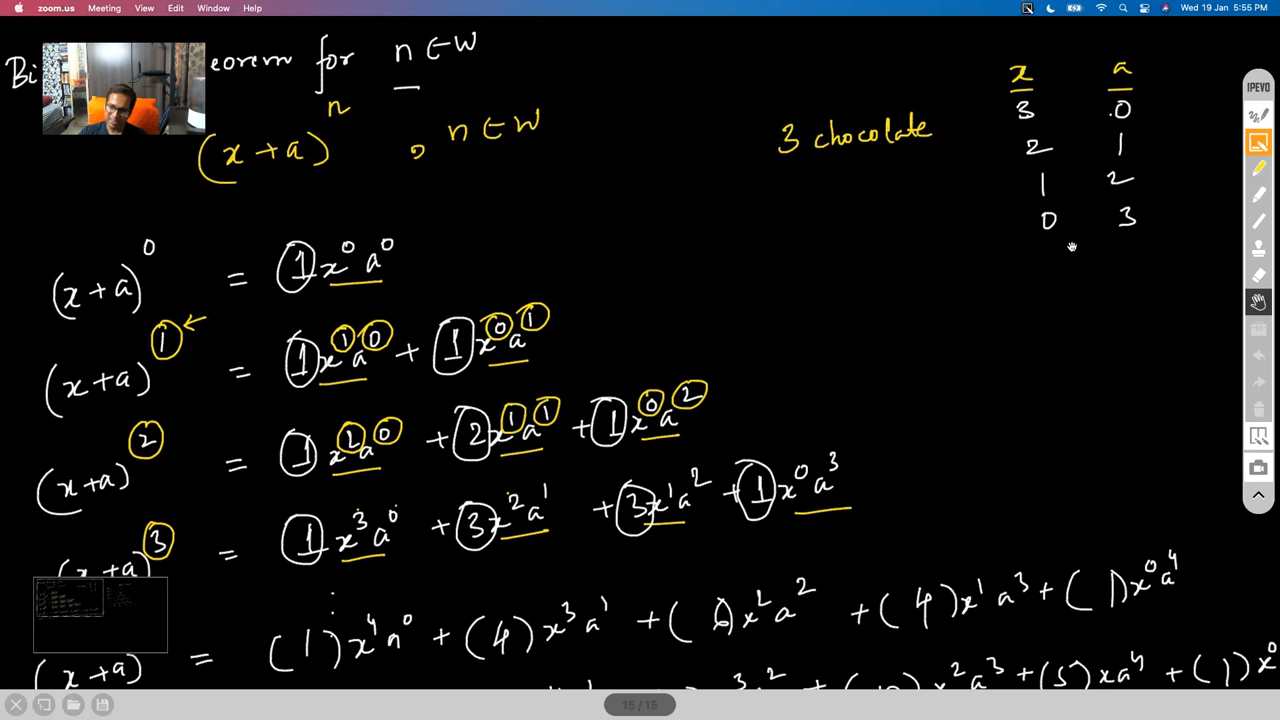 zoom.us Meeting View Edit Window Help Wed 19 Jan 5:55 PM
Bi eorem for n ∈ W
(x + a)^n , n ∈ W
3 chocolate
x a
3 0
2 1
1 2
0 3
(x + a)^0 = 1 x^0 a^0
(x + a)^1 ← = 1 x^1 a^0 + 1 x^0 a^1
(x + a)^2 = 1 x^2 a^0 + 2 x^1 a^1 + 1 x^0 a^2
(x + a)^3 = 1 x^3 a^0 + 3 x^2 a^1 + 3 x^1 a^2 + 1 x^0 a^3
(x + a) = (1) x^4 a^0 + (4) x^3 a^1 + (6) x^2 a^2 + (4) x^1 a^3 + (1) x^0 a^4
x^2 a^3 + (5) x a^4 + (1) x^0
IPEVO
15 / 15